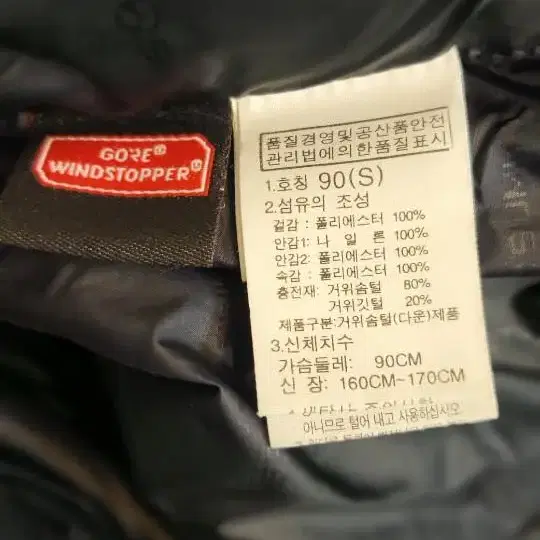 GORE®
WINDSTOPPER®
품질경영및공산품안전
관리법에의한품질표시
1.호칭 90(S)
2.섬유의 조성
겉감 : 폴리에스터 100%
안감1: 나 일 론 100%
안감2: 폴리에스터 100%
속감 : 폴리에스터 100%
충전재: 거위솜털 80%
거위깃털 20%
제품구분:거위솜털(다운)제품
3.신체치수
가슴둘레: 90CM
신 장: 160CM~170CM
아니므로 털어 내고 사용하십시오